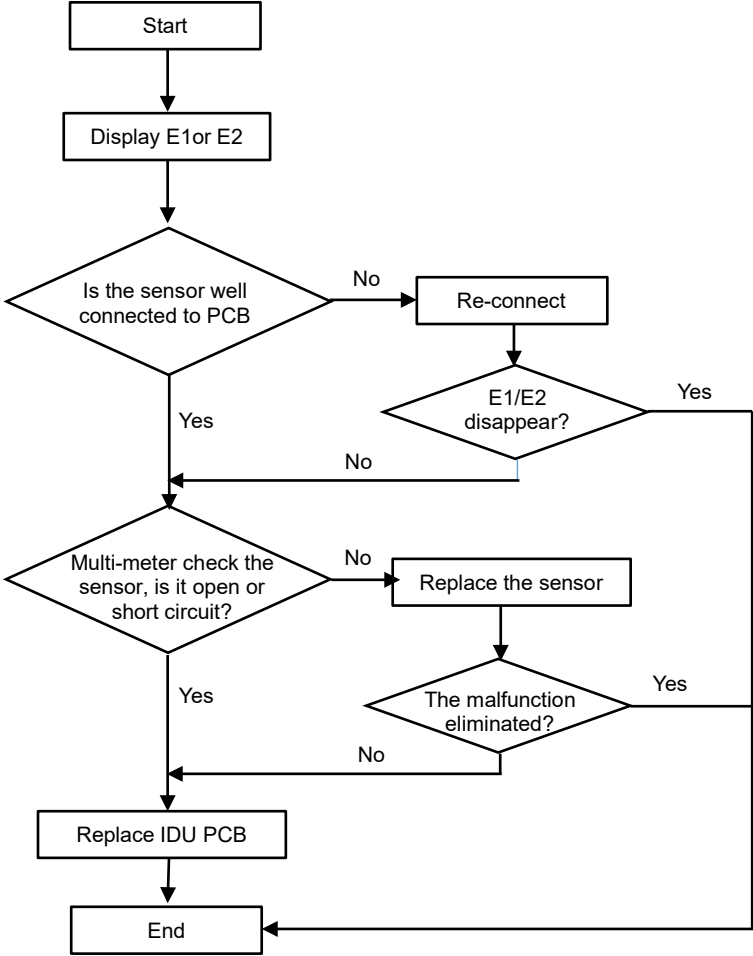 Start
Display E1or E2
Is the sensor well
connected to PCB
No
Re-connect
E1/E2
disappear?
Yes
Yes
No
Multi-meter check the
sensor, is it open or
short circuit?
No
Replace the sensor
Yes
The malfunction
eliminated?
Yes
No
Replace IDU PCB
End